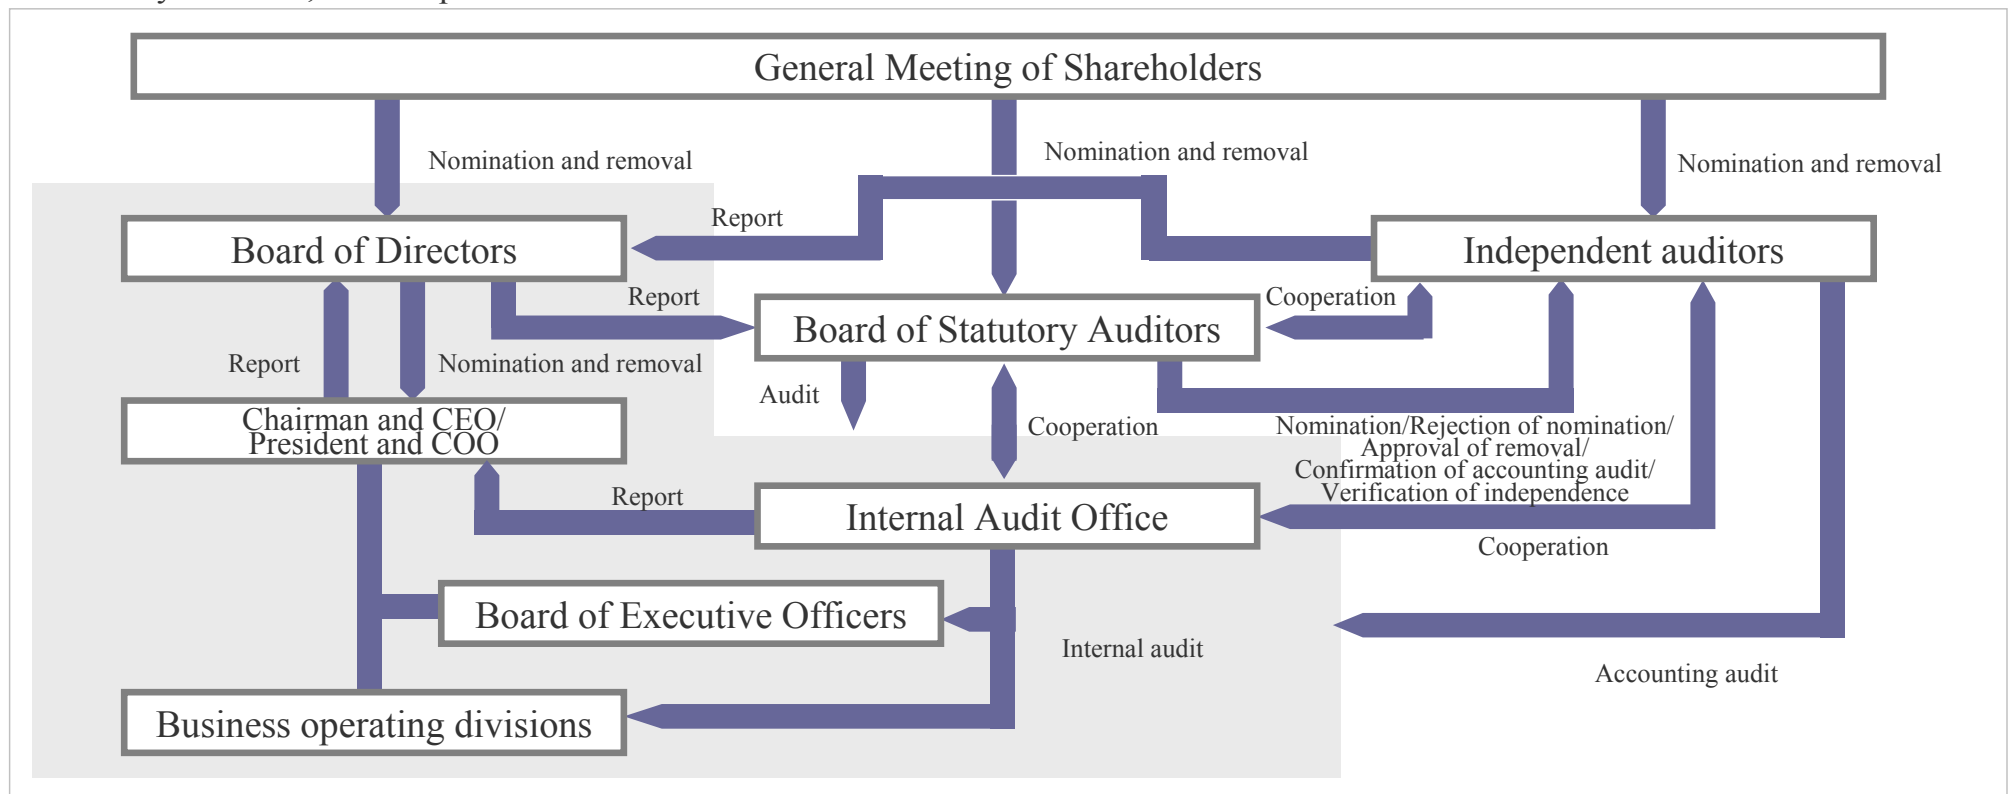 General Meeting of Shareholders
Nomination and removal
Nomination and removal
Nomination and removal
Report
Board of Directors
Independent auditors
Report
Cooperation
Board of Statutory Auditors
Report
Nomination and removal
Audit
Chairman and CEO/
President and COO
Cooperation
Nomination/Rejection of nomination/
Approval of removal/
Confirmation of accounting audit/
Verification of independence
Report
Internal Audit Office
Cooperation
Board of Executive Officers
Internal audit
Accounting audit
Business operating divisions